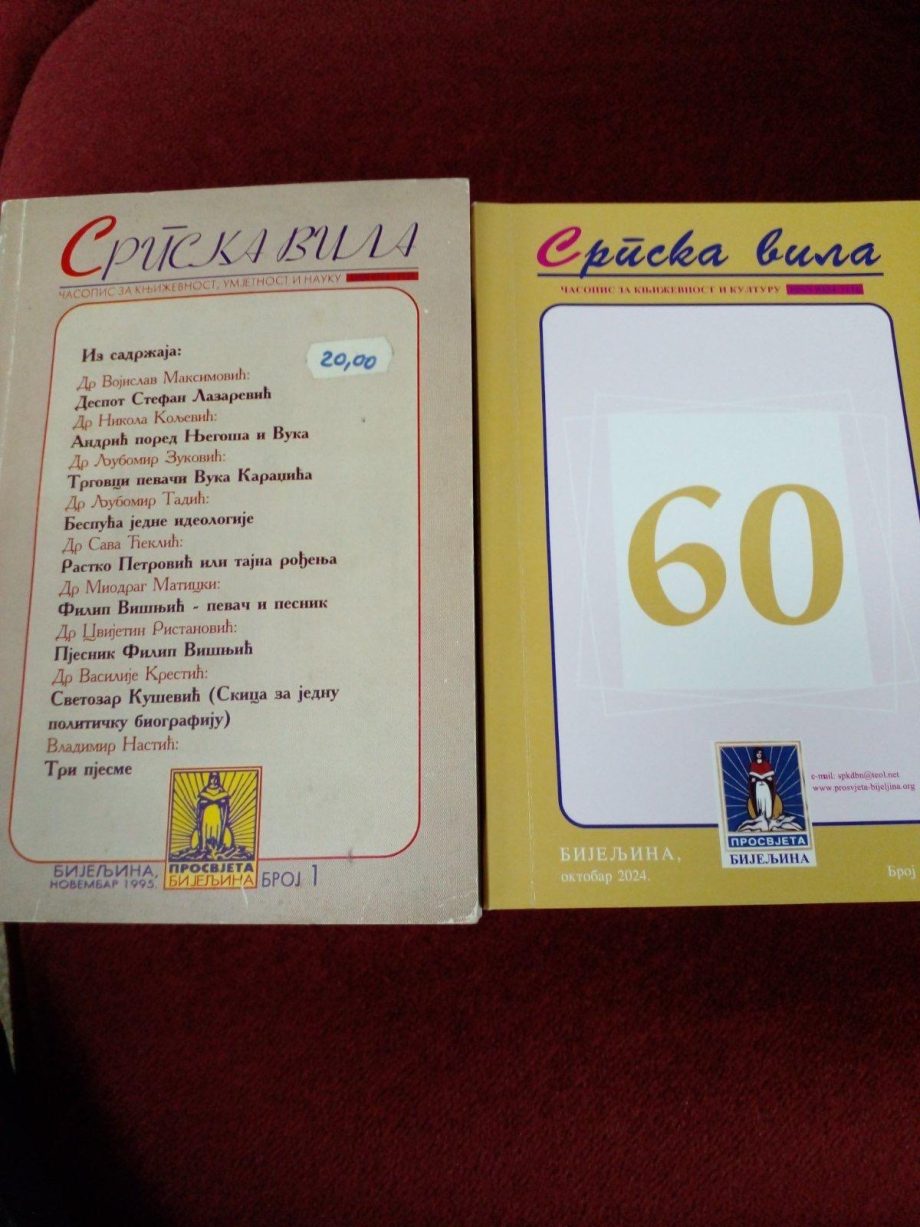 Српска вила
ЧАСОПИС ЗА КЊИЖЕВНОСТ, УМЈЕТНОСТ И НАУКУ
Из садржаја:
20,00
Др Војислав Максимовић:
Деспот Стефан Лазаревић
Др Никола Кољевић:
Андрић поред Његоша и Вука
Др Љубомир Зуковић:
Трговци певачи Вука Караџића
Др Љубомир Тадић:
Беспућа једне идеологије
Др Сава Ћеклић:
Растко Петровић или тајна рођења
Др Миодраг Матицки:
Филип Вишњић - певач и песник
Др Цвијетин Ристановић:
Пјесник Филип Вишњић
Др Василије Крестић:
Светозар Кушевић (Скица за једну
политичку биографију)
Владимир Настић:
Три пјесме
БИЈЕЉИНА,
НОВЕМБАР 1995.
ПРОСВЈЕТА
БИЈЕЉИНА
БРОЈ 1
Српска вила
ЧАСОПИС ЗА КЊИЖЕВНОСТ И КУЛТУРУ
60
e-mail: spkdbn@teol.net
www.prosvjeta-bijeljina.org
ПРОСВЈЕТА
БИЈЕЉИНА
БИЈЕЉИНА,
октобар 2024.
Број